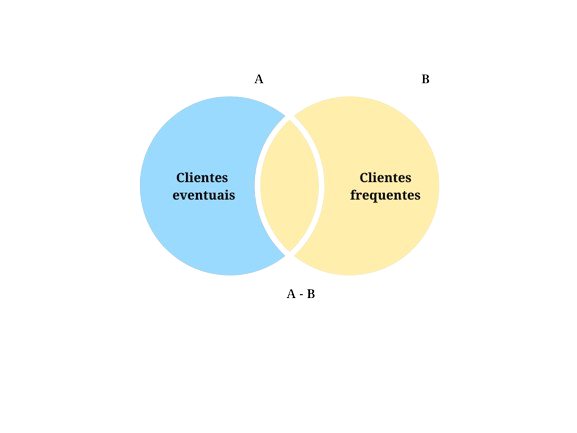 A
B
Clientes
eventuais
Clientes
frequentes
A - B